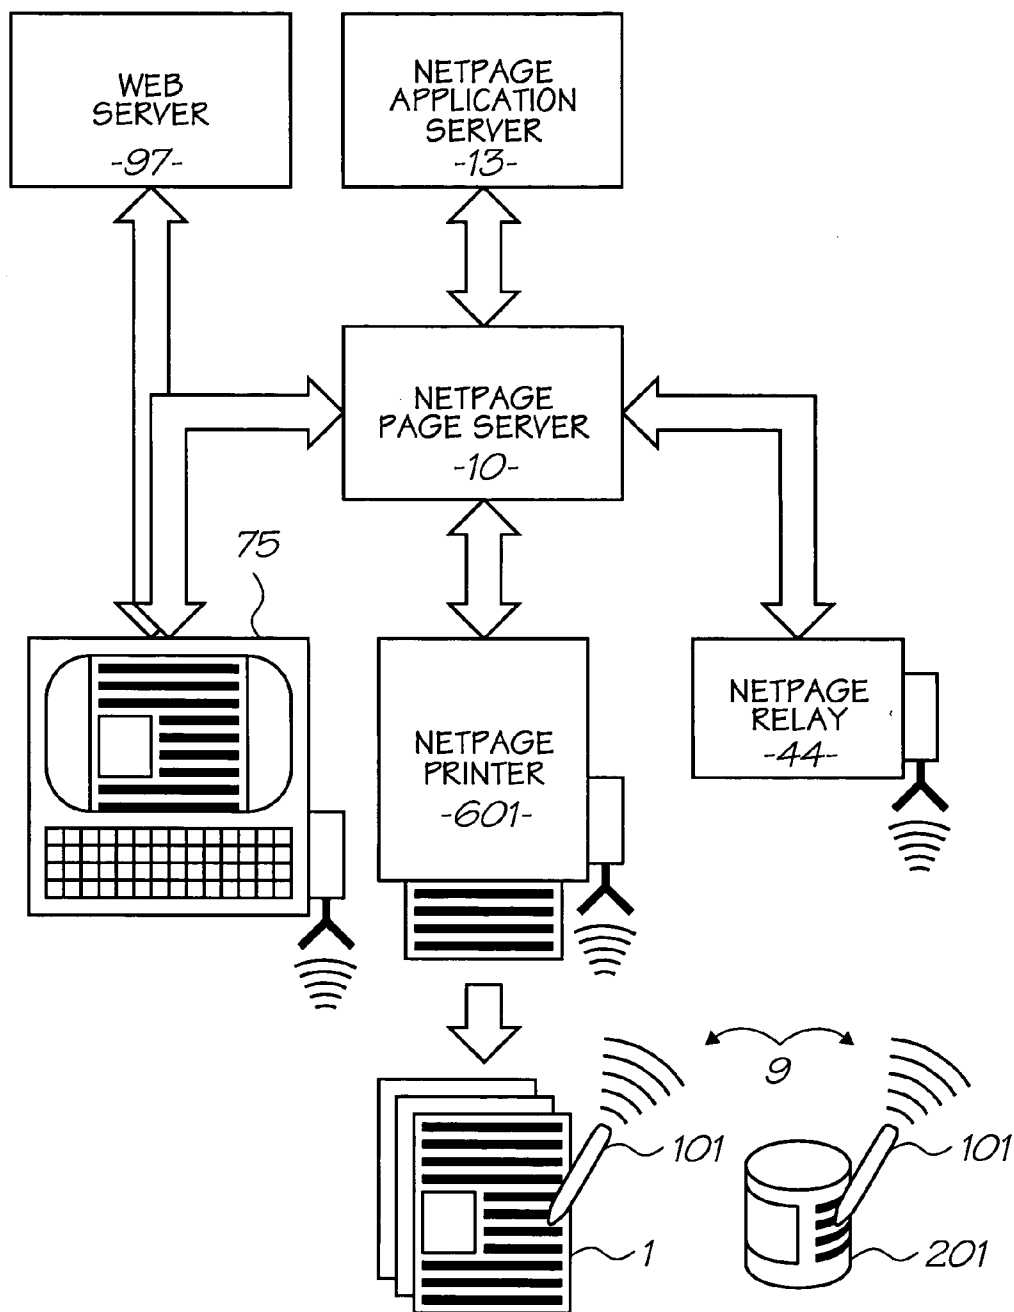 WEB
SERVER
-97-
NETPAGE
APPLICATION
SERVER
-13-
NETPAGE
PAGE SERVER
-10-
75
NETPAGE
PRINTER
-601-
NETPAGE
RELAY
-44-
9
101
101
1
201